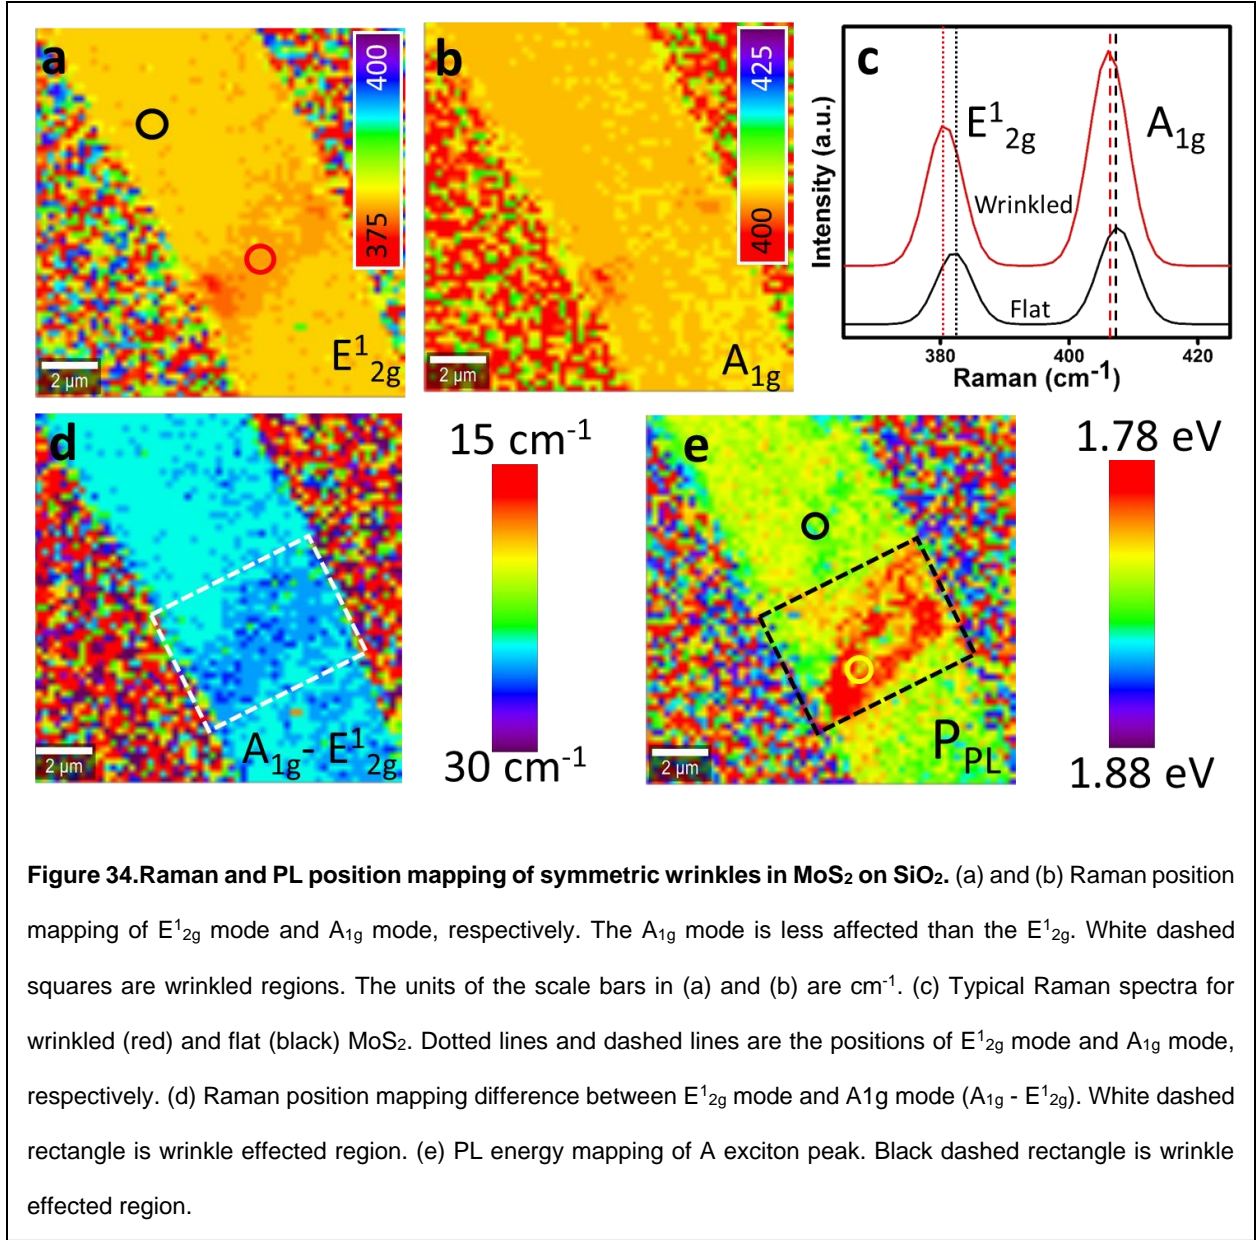 a
400
375
E¹₂g
2 µm
b
425
400
A₁g
2 µm
c
E¹₂g
A₁g
Wrinkled
Flat
Intensity (a.u.)
380 400 420
Raman (cm⁻¹)
d
A₁g - E¹₂g
2 µm
15 cm⁻¹
30 cm⁻¹
e
P_PL
2 µm
1.78 eV
1.88 eV
Figure 34.Raman and PL position mapping of symmetric wrinkles in MoS₂ on SiO₂. (a) and (b) Raman position
mapping of E¹₂g mode and A₁g mode, respectively. The A₁g mode is less affected than the E¹₂g. White dashed
squares are wrinkled regions. The units of the scale bars in (a) and (b) are cm⁻¹. (c) Typical Raman spectra for
wrinkled (red) and flat (black) MoS₂. Dotted lines and dashed lines are the positions of E¹₂g mode and A₁g mode,
respectively. (d) Raman position mapping difference between E¹₂g mode and A1g mode (A₁g - E¹₂g). White dashed
rectangle is wrinkle effected region. (e) PL energy mapping of A exciton peak. Black dashed rectangle is wrinkle
effected region.